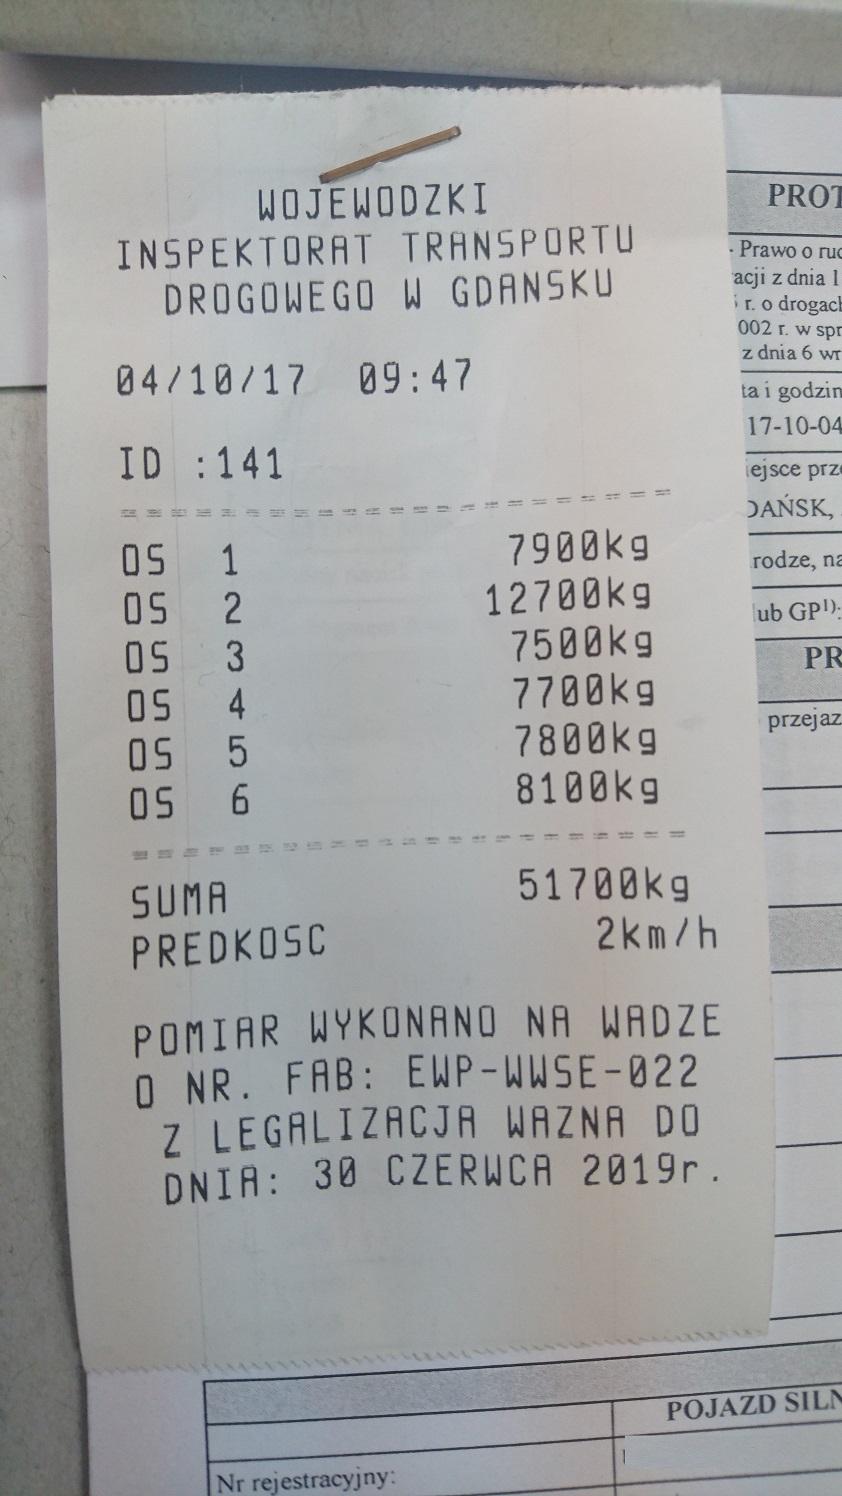 WOJEWODZKI
INSPEKTORAT TRANSPORTU
DROGOWEGO W GDANSKU
04/10/17 09:47
ID :141
OS 1 7900kg
OS 2 12700kg
OS 3 7500kg
OS 4 7700kg
OS 5 7800kg
OS 6 8100kg
SUMA 51700kg
PREDKOSC 2km/h
POMIAR WYKONANO NA WADZE
O NR. FAB: EWP-WWSE-022
Z LEGALIZACJA WAZNA DO
DNIA: 30 CZERWCA 2019r.
PROT
- Prawo o ruc
acji z dnia 1
r. o drogach
002 r. w spr
z dnia 6 wr
ta i godzin
17-10-04
iejsce prze
DAŃSK,
rodze, na
ub GP¹⁾:
PR
przejaz
POJAZD SILN
Nr rejestracyjny: